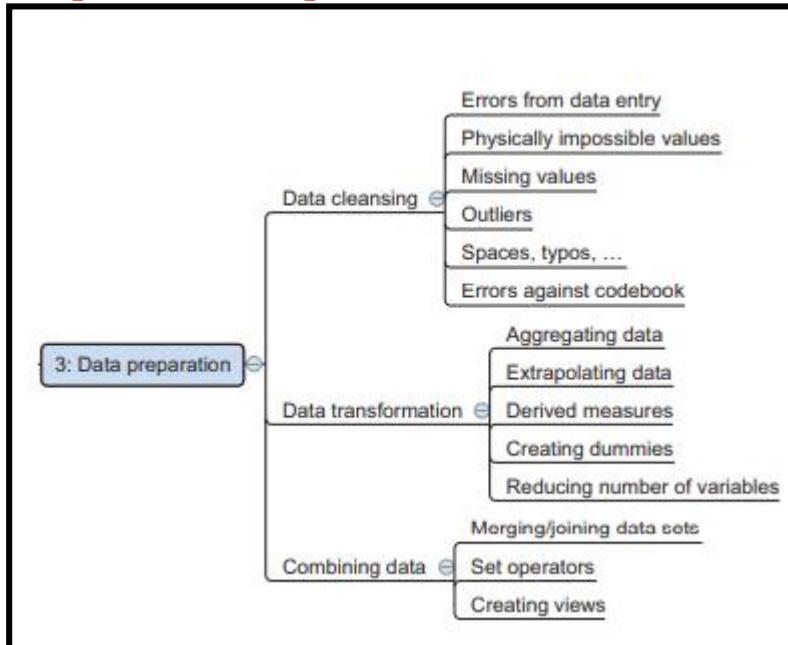 Errors from data entry
Physically impossible values
Missing values
Data cleansing
Outliers
Spaces, typos, ...
Errors against codebook
Aggregating data
3: Data preparation
Extrapolating data
Data transformation
Derived measures
Creating dummies
Reducing number of variables
Merging/joining data sets
Combining data
Set operators
Creating views